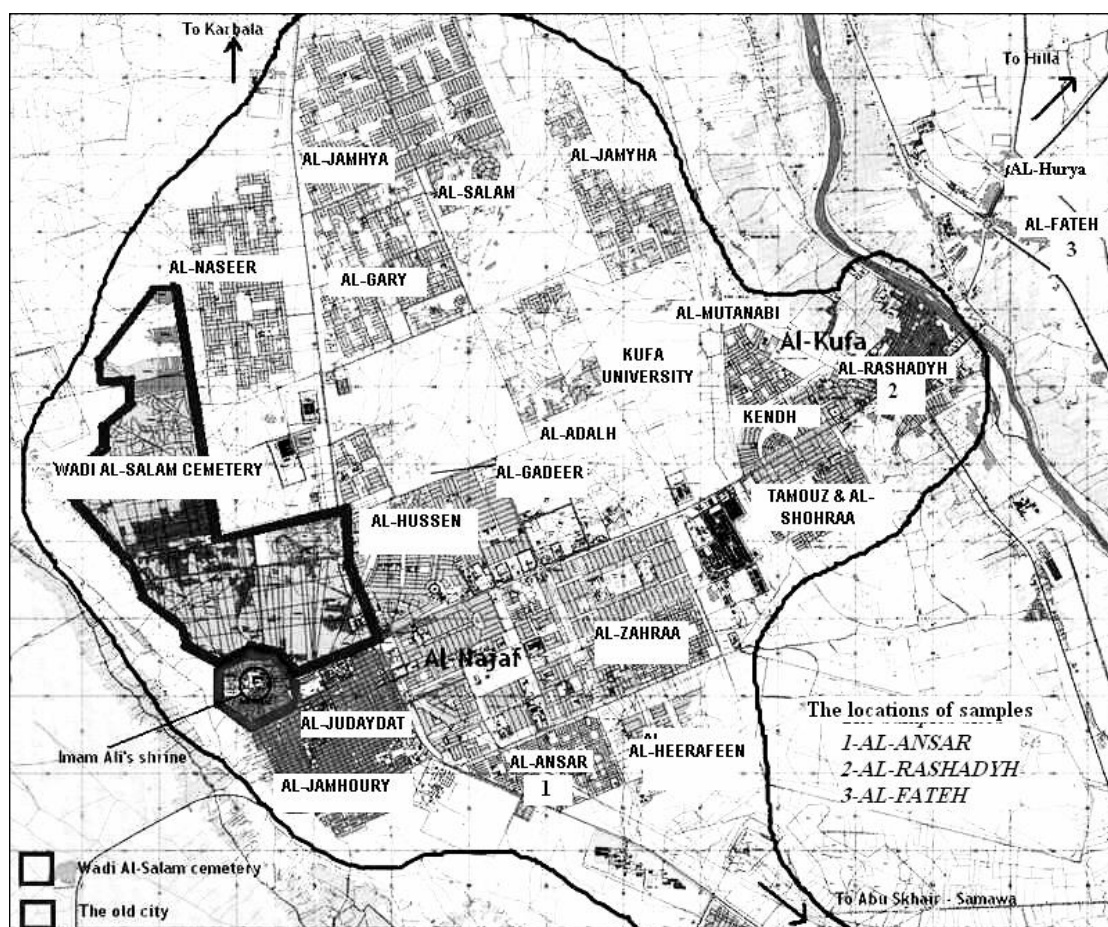 To Karbala
To Hilla
AL-JAMHYA
AL-JAMYHA
AL-Hurya
AL-SALAM
AL-FATEH
3
AL-NASEER
AL-GARY
AL-MUTANABI
Al-Kufa
KUFA
UNIVERSITY
AL-RASHADYH
2
KENDH
AL-ADALH
WADI AL-SALAM CEMETERY
AL-GADEER
TAMOUZ & AL-
SHOHRAA
AL-HUSSEN
AL-ZAHRAA
Al-Najaf
AL-JUDAYDAT
The locations of samples
1-AL-ANSAR
2-AL-RASHADYH
3-AL-FATEH
Imam Ali's shrine
AL-HEERAFEEN
AL-ANSAR
1
AL-JAMHOURY
Wadi Al-Salam cemetery
The old city
To Abu Skhair - Samawa